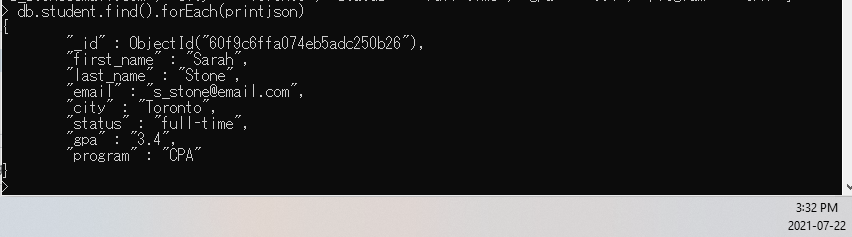 > db.student.find().forEach(printjson)
{
"_id" : ObjectId("60f9c6ffa074eb5adc250b26"),
"first_name" : "Sarah",
"last_name" : "Stone",
"email" : "s_stone@email.com",
"city" : "Toronto",
"status" : "full-time",
"gpa" : "3.4",
"program" : "CPA"
}
>
3:32 PM
2021-07-22